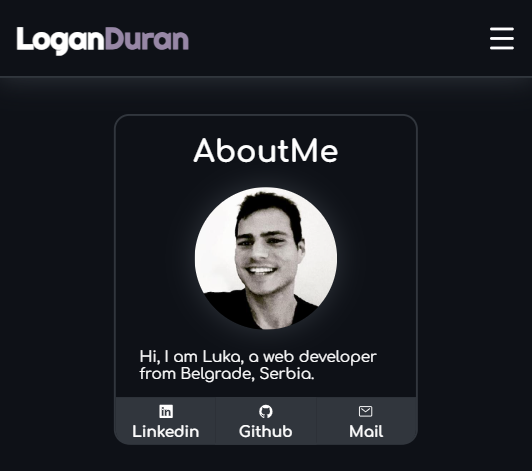 LoganDuran
AboutMe
Hi, I am Luka, a web developer
from Belgrade, Serbia.
Linkedin Github Mail